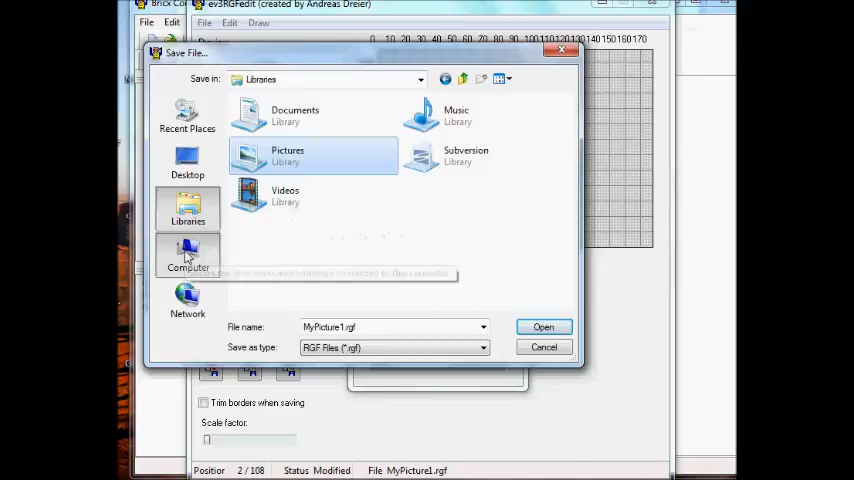 Bricx Co
ev3RGFedit (created by Andreas Dreier)
File Edit
File Edit Draw
0 10 20 30 40 50 60 70 80 90 100 110 120 130 140 150 160 170
Save File...
Save in: Libraries
Recent Places
Desktop
Libraries
Computer
Network
Documents
Library
Music
Library
Pictures
Library
Subversion
Library
Videos
Library
File name: MyPicture1.rgf
Open
Save as type: RGF Files (*.rgf)
Cancel
Trim borders when saving
Scale factor:
Positior 2 / 108 Status Modified File MyPicture1.rgf